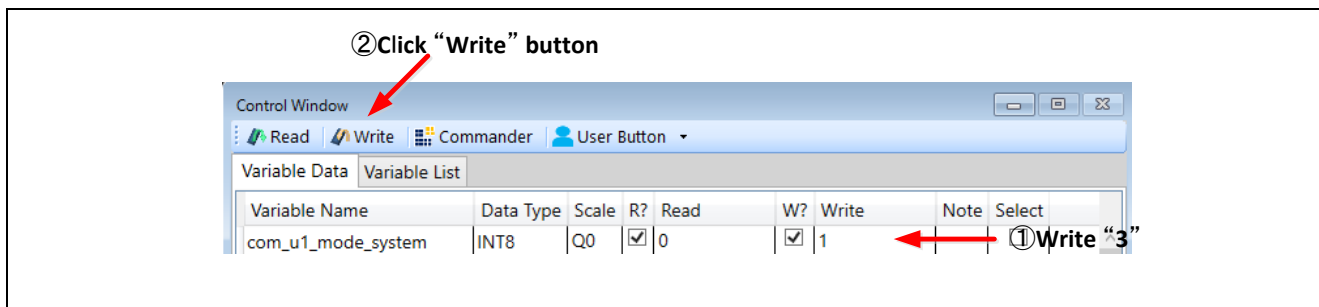 ②Click “Write” button
Control Window
Read Write Commander User Button
Variable Data Variable List
Variable Name Data Type Scale R? Read W? Write Note Select
com_u1_mode_system INT8 Q0 0 1
①Write “3”